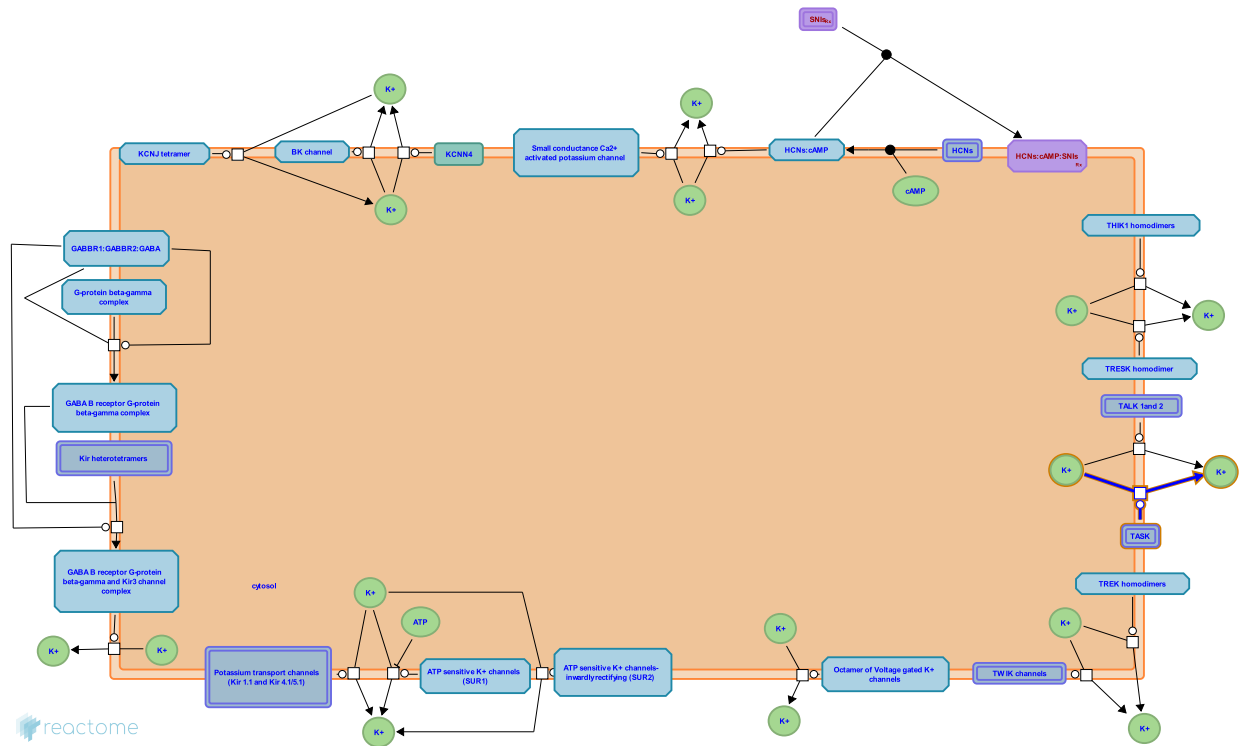 SNIs Rx
K+
K+
KCNJ tetramer
BK channel
KCNN4
Small conductance Ca2+
activated potassium channel
HCNs:cAMP
HCNs
HCNs:cAMP:SNIs
Rx
cAMP
K+
K+
THIK1 homodimers
GABBR1:GABBR2:GABA
G-protein beta-gamma
complex
K+
K+
TRESK homodimer
GABA B receptor G-protein
beta-gamma complex
TALK 1and 2
Kir heterotetramers
K+
K+
TASK
GABA B receptor G-protein
beta-gamma and Kir3 channel
complex
cytosol
K+
TREK homodimers
ATP
K+
K+
K+
K+
Potassium transport channels
(Kir 1.1 and Kir 4.1/5.1)
ATP sensitive K+ channels
(SUR1)
ATP sensitive K+ channels-
inwardlyrectifying (SUR2)
Octamer of Voltage gated K+
channels
TWIK channels
K+
K+
K+
reactome